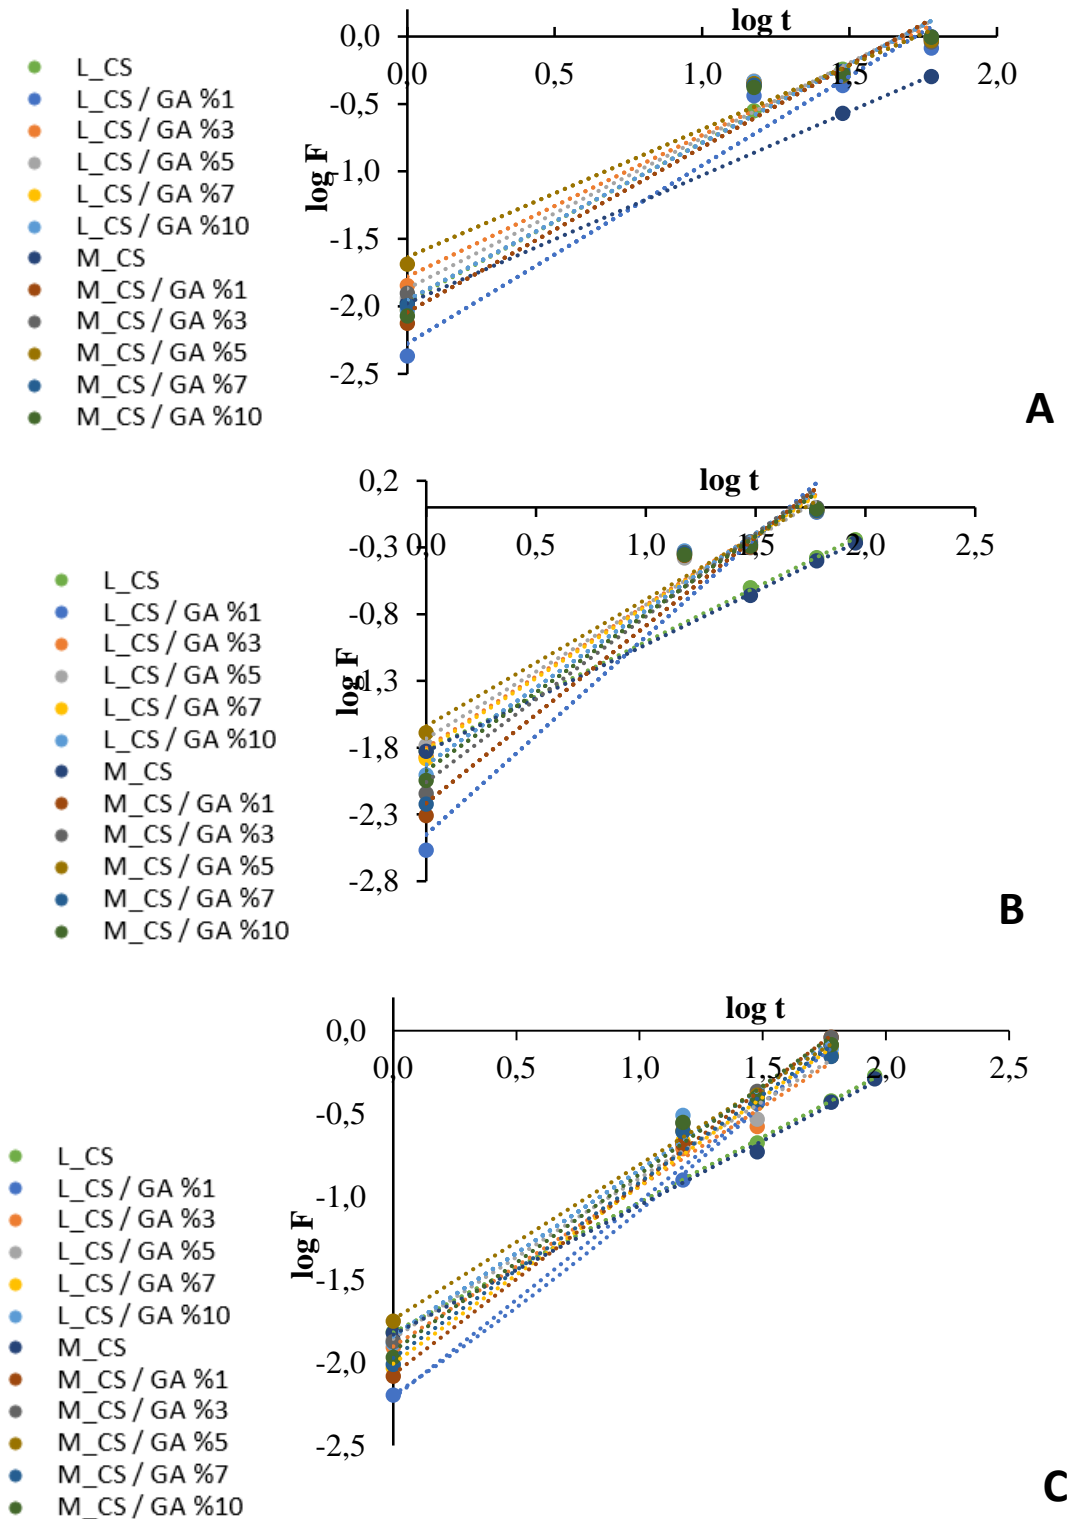 log t
0,0
0,0 0,5 1,0 1,5 2,0
-0,5
-1,0
-1,5
-2,0
-2,5
log F
L_CS
L_CS / GA %1
L_CS / GA %3
L_CS / GA %5
L_CS / GA %7
L_CS / GA %10
M_CS
M_CS / GA %1
M_CS / GA %3
M_CS / GA %5
M_CS / GA %7
M_CS / GA %10
A
log t
0,2
0,0 0,5 1,0 1,5 2,0 2,5
-0,3
-0,8
-1,3
-1,8
-2,3
-2,8
log F
L_CS
L_CS / GA %1
L_CS / GA %3
L_CS / GA %5
L_CS / GA %7
L_CS / GA %10
M_CS
M_CS / GA %1
M_CS / GA %3
M_CS / GA %5
M_CS / GA %7
M_CS / GA %10
B
log t
0,0
0,0 0,5 1,0 1,5 2,0 2,5
-0,5
-1,0
-1,5
-2,0
-2,5
log F
L_CS
L_CS / GA %1
L_CS / GA %3
L_CS / GA %5
L_CS / GA %7
L_CS / GA %10
M_CS
M_CS / GA %1
M_CS / GA %3
M_CS / GA %5
M_CS / GA %7
M_CS / GA %10
C